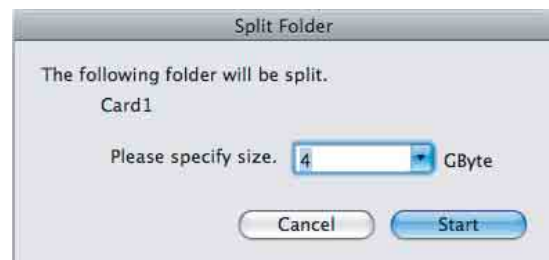 Split Folder
The following folder will be split.
Card1
Please specify size. 4 GByte
Cancel Start